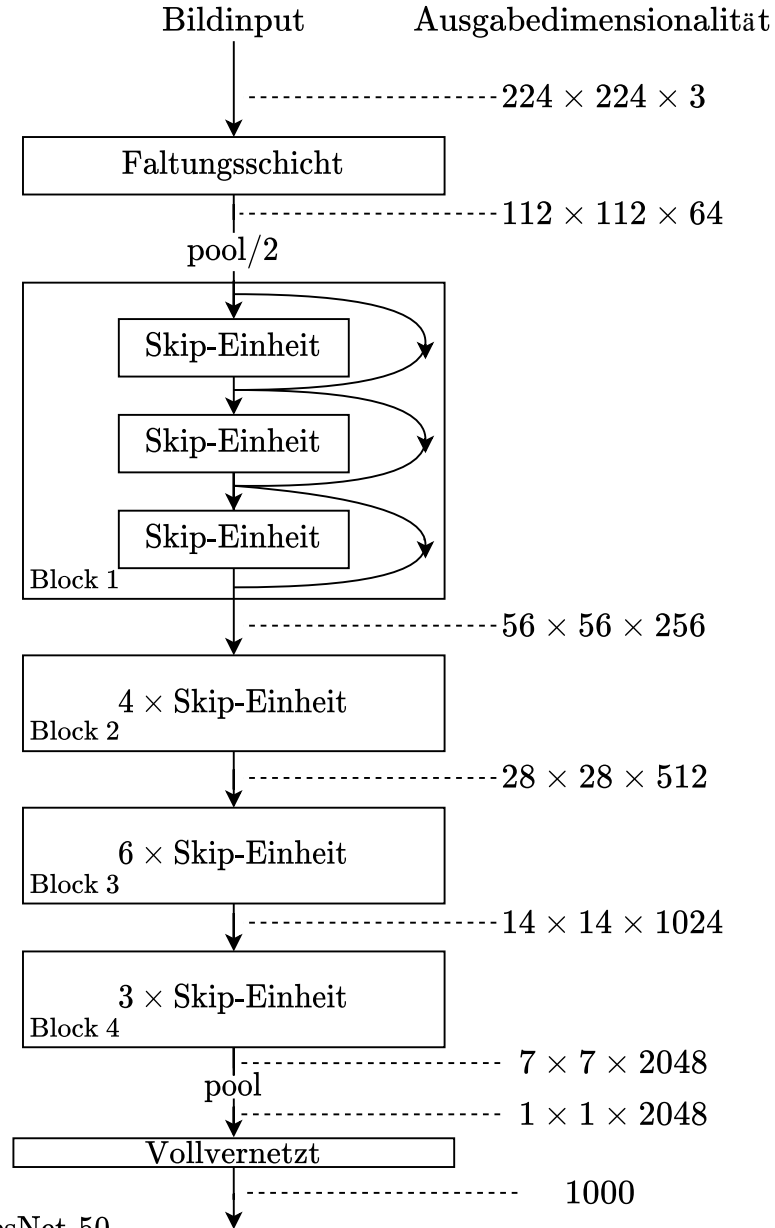 Bildinput Ausgabedimensionalität
224 × 224 × 3
Faltungsschicht
112 × 112 × 64
pool/2
Skip-Einheit
Skip-Einheit
Skip-Einheit
Block 1
56 × 56 × 256
4 × Skip-Einheit
Block 2
28 × 28 × 512
6 × Skip-Einheit
Block 3
14 × 14 × 1024
3 × Skip-Einheit
Block 4
7 × 7 × 2048
pool
1 × 1 × 2048
Vollvernetzt
1000